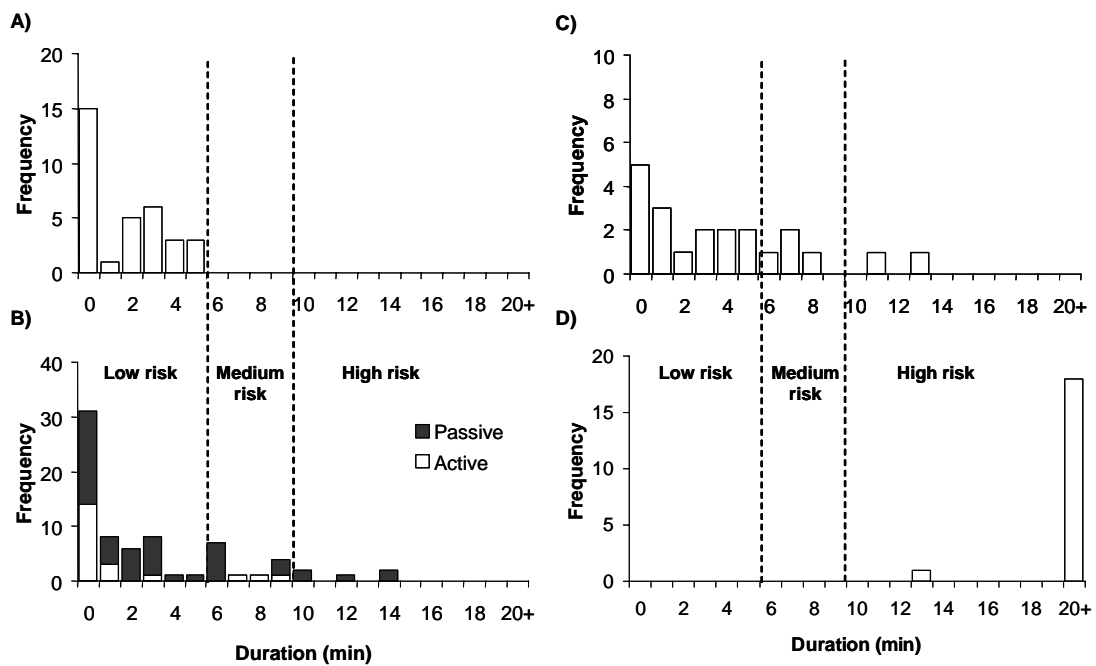 A)
20
15
10
5
0
Frequency
0 2 4 6 8 10 12 14 16 18 20+
B)
40
30
20
10
0
Frequency
Low risk
Medium
risk
High risk
Passive
Active
0 2 4 6 8 10 12 14 16 18 20+
Duration (min)
C)
10
8
6
4
2
0
Frequency
0 2 4 6 8 10 12 14 16 18 20+
D)
20
15
10
5
0
Frequency
Low risk
Medium
risk
High risk
0 2 4 6 8 10 12 14 16 18 20+
Duration (min)